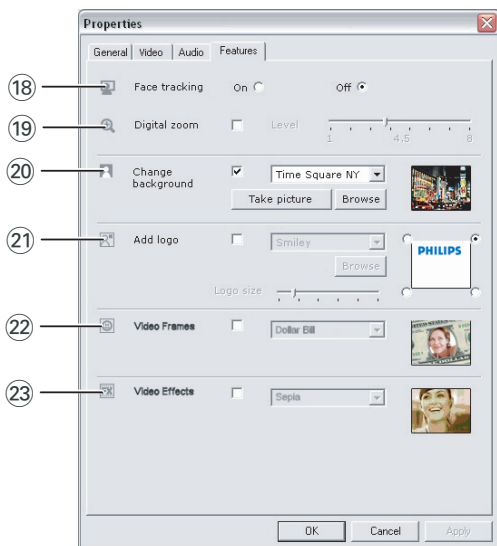 Properties
General Video Audio Features
18 Face tracking On Off
19 Digital zoom Level
1 4,5 8
20 Change background Time Square NY
Take picture Browse
21 Add logo Smiley
PHILIPS
Browse
Logo size
22 Video Frames Dollar Bill
23 Video Effects Sepia
OK Cancel Apply